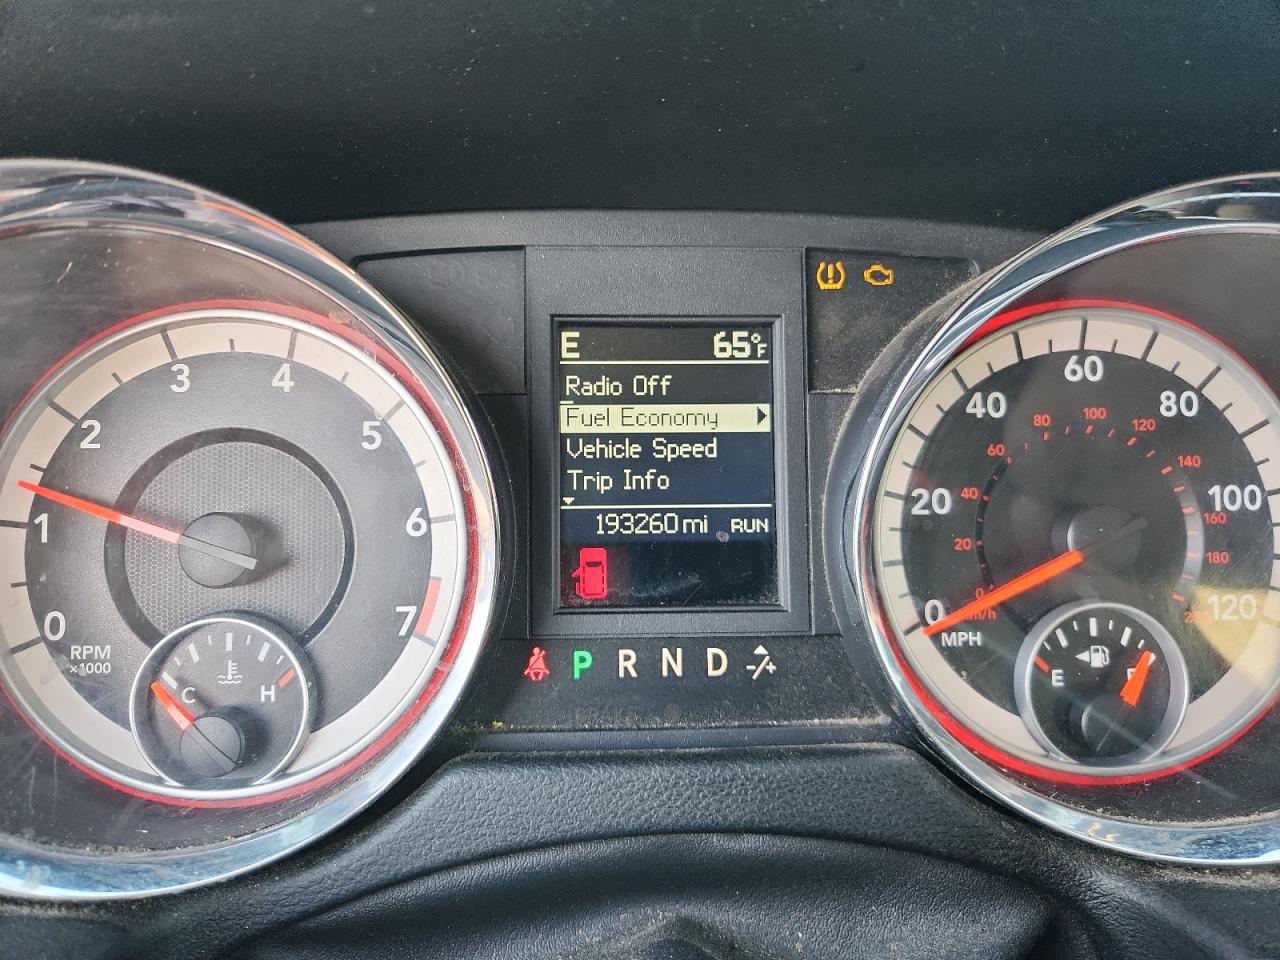 E 65°F
Radio Off
Fuel Economy
Vehicle Speed
Trip Info
193260 mi RUN
0 1 2 3 4 5 6 7
RPM
x1000
C H
P R N D -/+
0 20 40 60 80 100 120
MPH
0 20 40 60 80 100 120 140 160 180
km/h
E